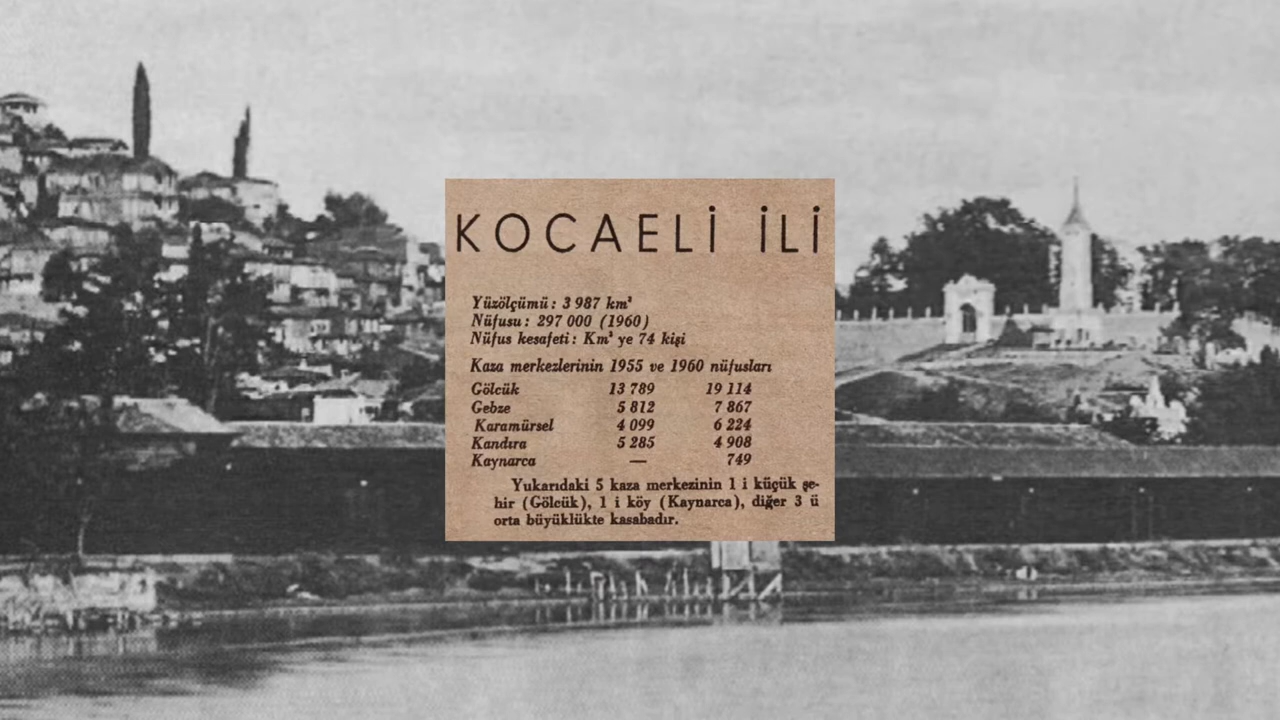 KOCAELİ İLİ
Yüzölçümü: 3 987 km²
Nüfusu: 297 000 (1960)
Nüfus kesafeti: Km² ye 74 kişi
Kaza merkezlerinin 1955 ve 1960 nüfusları
Gölcük 13 789 19 114
Gebze 5 812 7 867
Karamürsel 4 099 6 224
Kandıra 5 285 4 908
Kaynarca — 749
Yukarıdaki 5 kaza merkezinin 1 i küçük şe-
hir (Gölcük), 1 i köy (Kaynarca), diğer 3 ü
orta büyüklükte kasabadır.